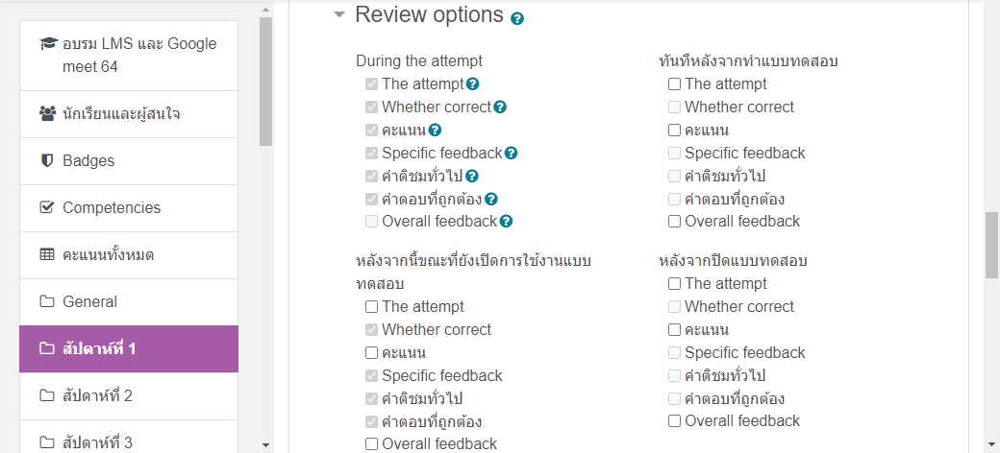 อบรม LMS และ Google
meet 64
นักเรียนและผู้สนใจ
Badges
Competencies
คะแนนทั้งหมด
General
สัปดาห์ที่ 1
สัปดาห์ที่ 2
สัปดาห์ที่ 3
Review options
During the attempt
The attempt
Whether correct
คะแนน
Specific feedback
คำติชมทั่วไป
คำตอบที่ถูกต้อง
Overall feedback
ทันทีหลังจากทำแบบทดสอบ
The attempt
Whether correct
คะแนน
Specific feedback
คำติชมทั่วไป
คำตอบที่ถูกต้อง
Overall feedback
หลังจากนี้ขณะที่ยังเปิดการใช้งานแบบ
ทดสอบ
The attempt
Whether correct
คะแนน
Specific feedback
คำติชมทั่วไป
คำตอบที่ถูกต้อง
Overall feedback
หลังจากปิดแบบทดสอบ
The attempt
Whether correct
คะแนน
Specific feedback
คำติชมทั่วไป
คำตอบที่ถูกต้อง
Overall feedback